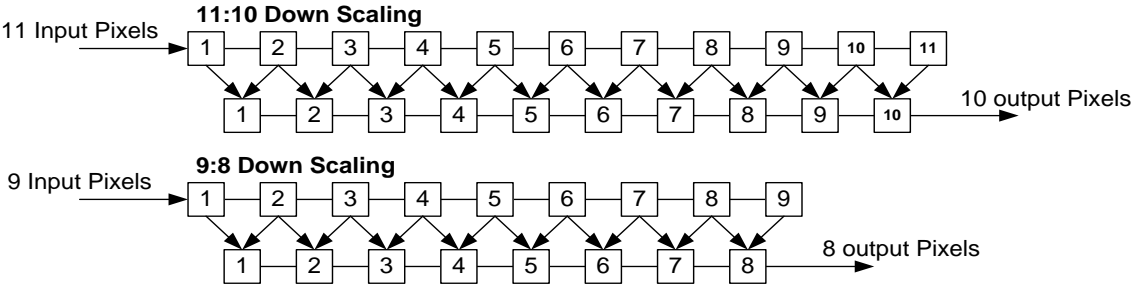 11:10 Down Scaling
11 Input Pixels
1 2 3 4 5 6 7 8 9 10 11
1 2 3 4 5 6 7 8 9 10
10 output Pixels
9:8 Down Scaling
9 Input Pixels
1 2 3 4 5 6 7 8 9
1 2 3 4 5 6 7 8
8 output Pixels